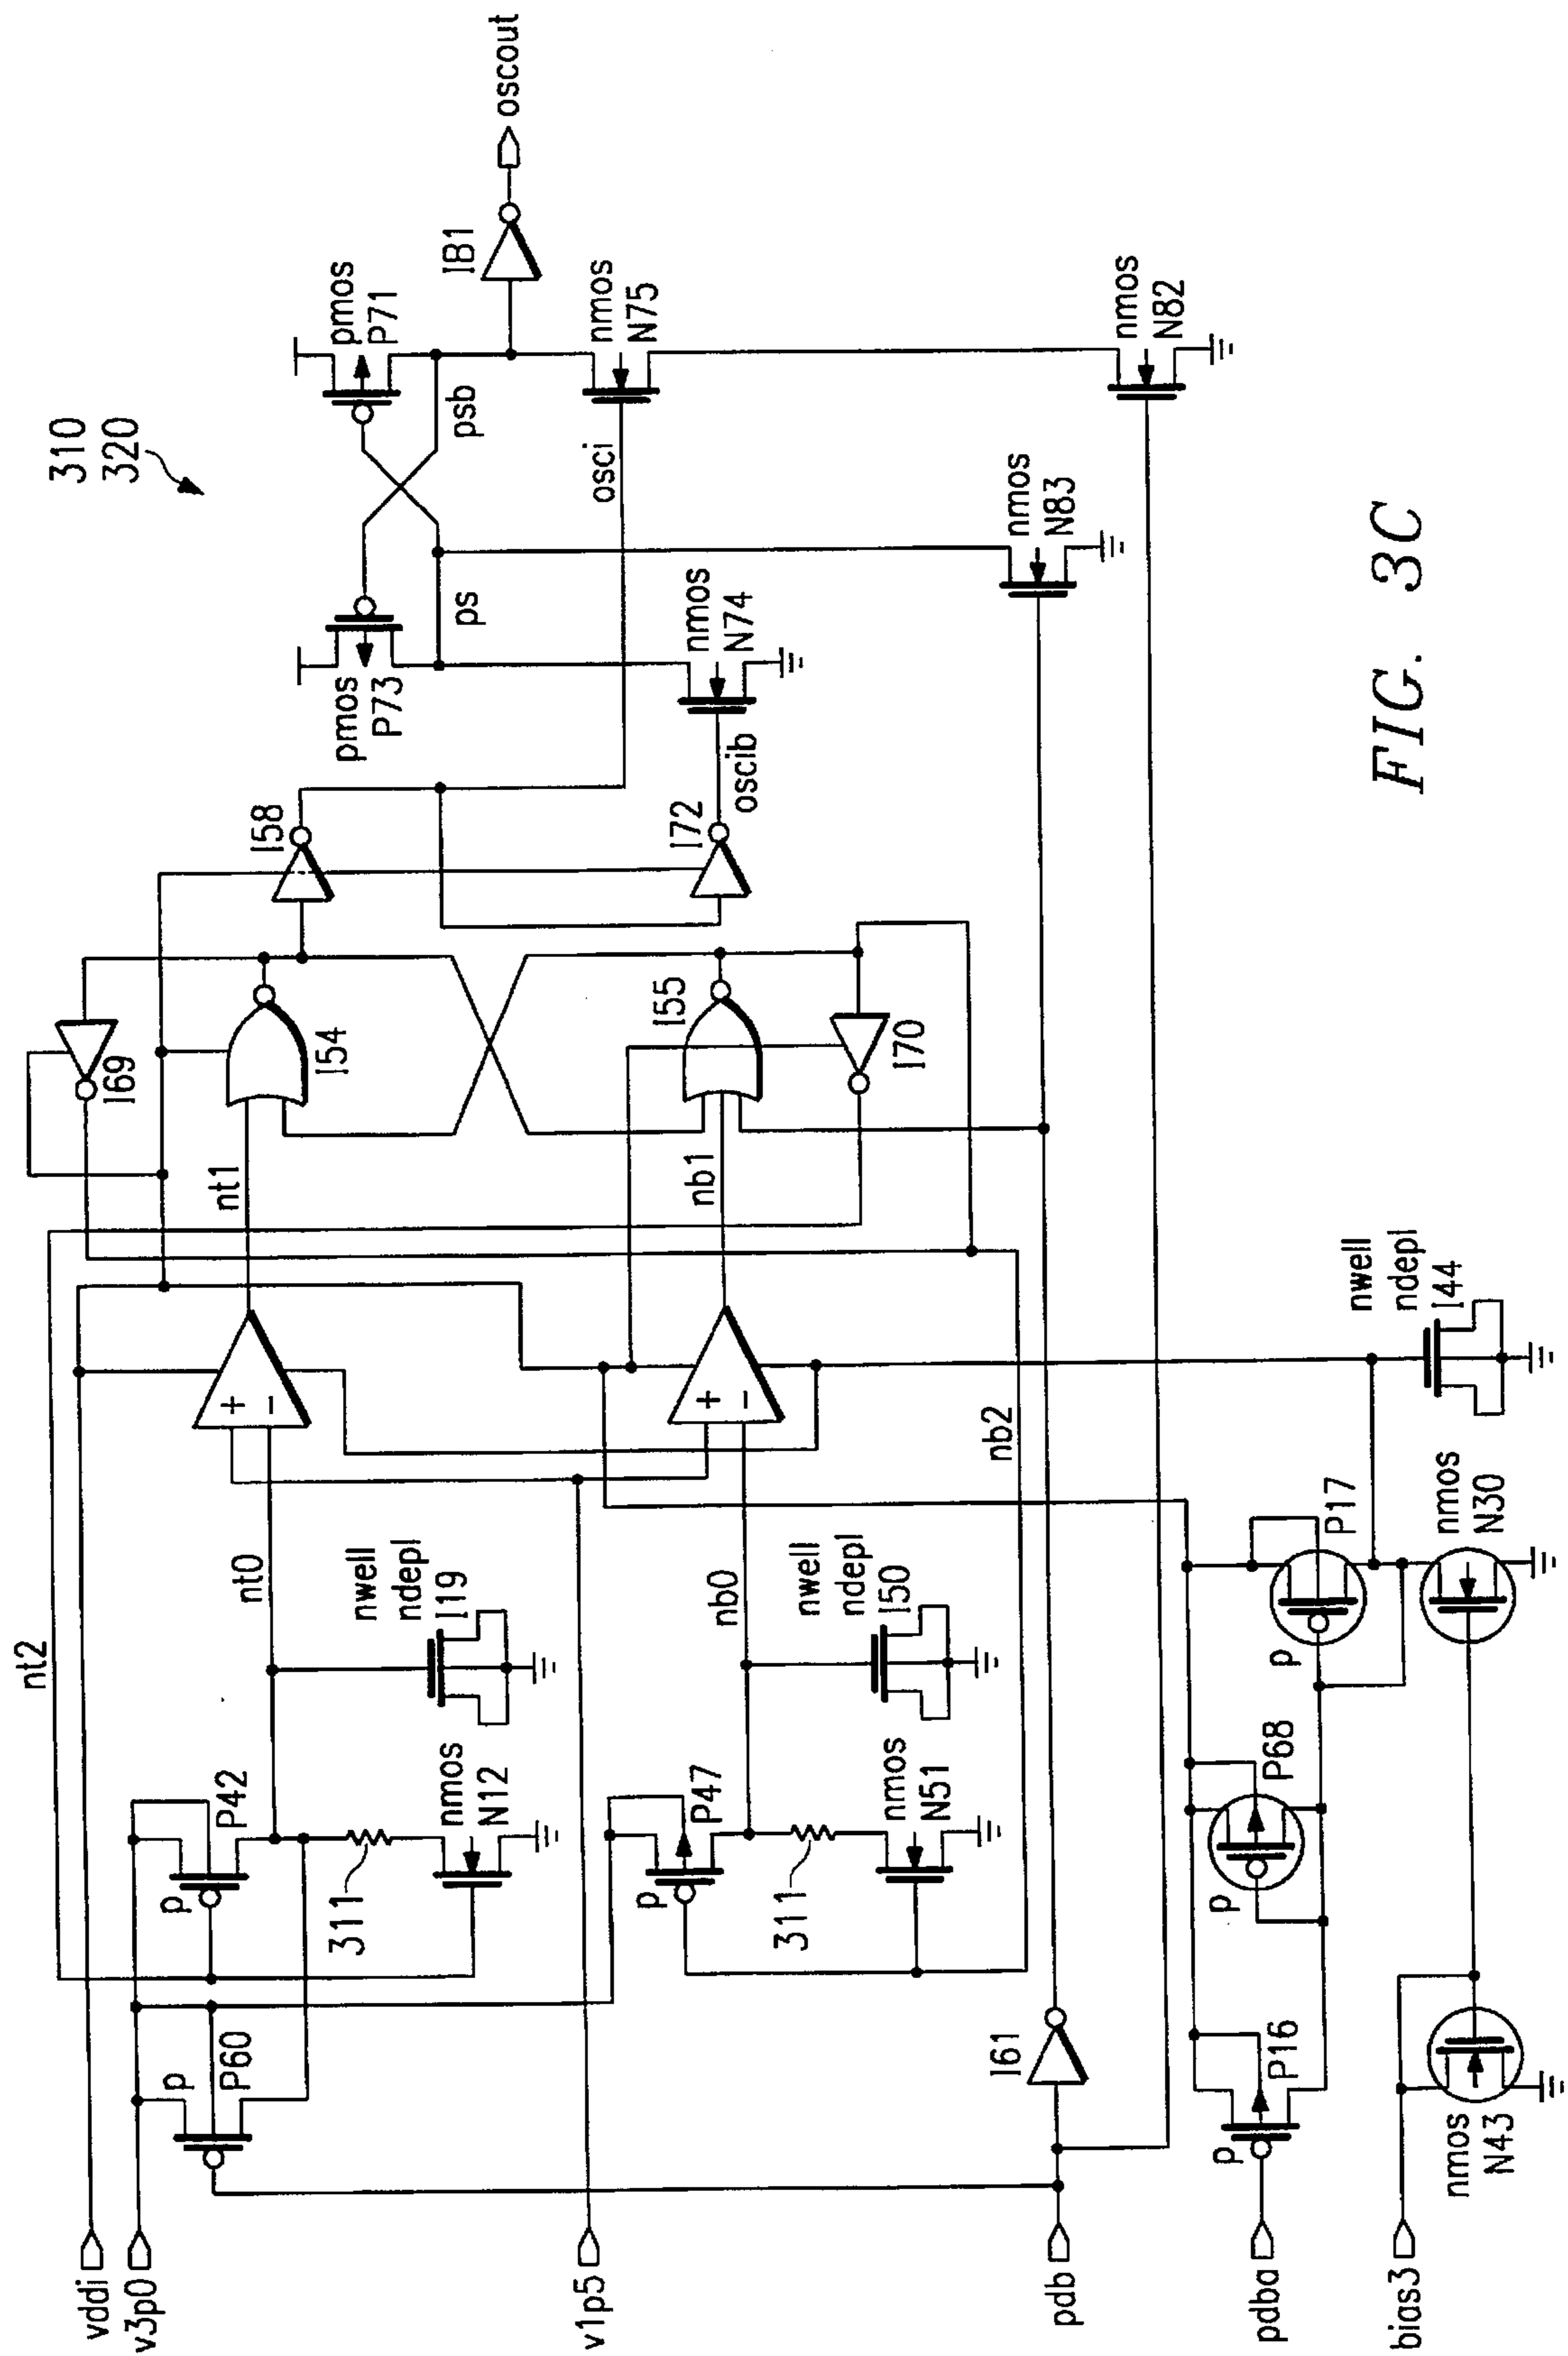 310
320
vddi
v3p0
v1p5
pdb
pdba
bias3
nt2
p
P60
p
P42
311
nmos
N12
nt0
nwell
ndepl
I19
+
−
nt1
I69
I54
I58
p
P47
311
nmos
N51
nb0
nwell
ndepl
I50
+
−
nb1
nb2
I55
I70
I72
oscib
osci
pmos
P73
ps
psb
pmos
P71
IB1
oscout
nmos
N74
nmos
N75
nmos
N83
nmos
N82
I61
p
P16
p
P68
p
P17
nmos
N43
nmos
N30
nwell
ndepl
I44
FIG. 3C